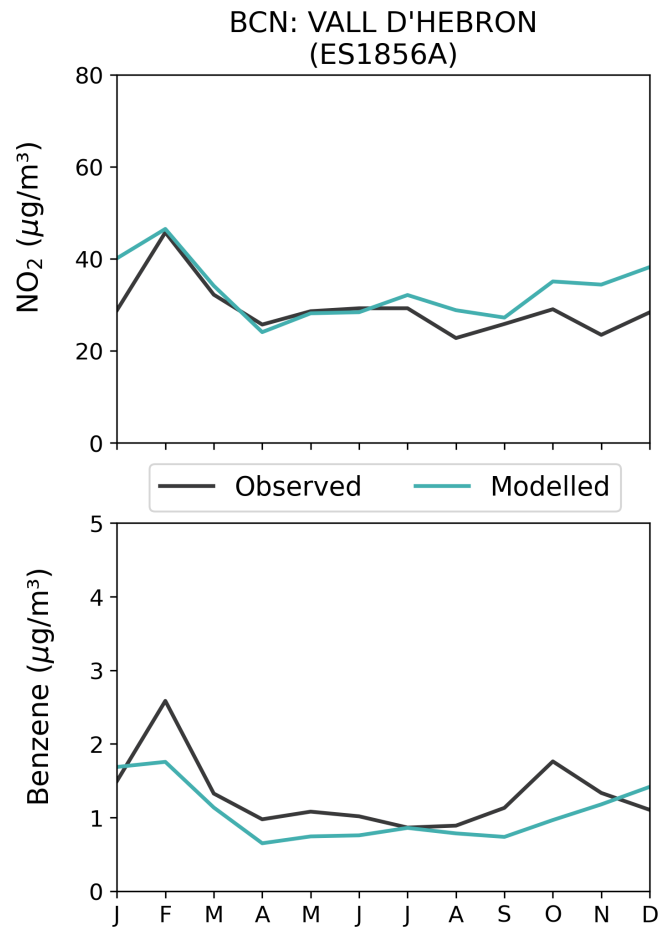 BCN: VALL D'HEBRON
(ES1856A)
80
60
40
20
0
NO₂ (μg/m³)
Observed
Modelled
5
4
3
2
1
0
Benzene (μg/m³)
J F M A M J J A S O N D